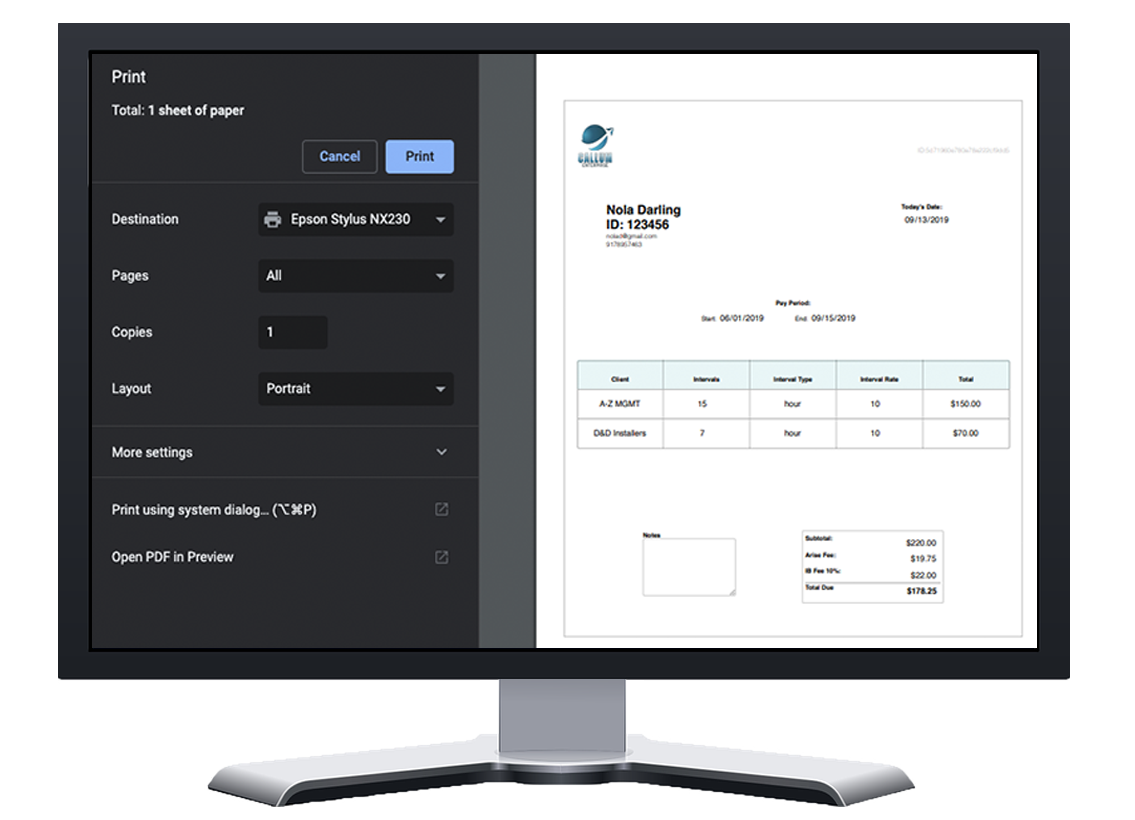 Print
Total: 1 sheet of paper
Cancel Print
Destination Epson Stylus NX230
Pages All
Copies 1
Layout Portrait
More settings
Print using system dialog... (⌥⌘P)
Open PDF in Preview
CALLUM
ENTERPRISE
Nola Darling
ID: 123456
nolad@gmail.com
9178957463
Today's Date:
09/13/2019
Pay Period:
Start: 06/01/2019 End: 09/15/2019
Client Intervals Interval Type Interval Rate Total
A-Z MGMT 15 hour 10 $150.00
D&D Installers 7 hour 10 $70.00
Notes
Subtotal: $220.00
Arise Fee: $19.75
IB Fee 10%: $22.00
Total Due $178.25